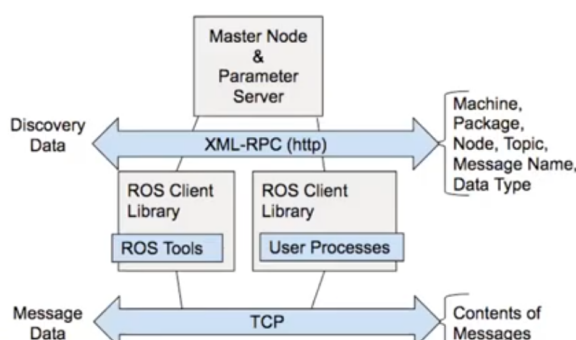 Master Node
&
Parameter
Server
Discovery
Data
XML-RPC (http)
Machine,
Package,
Node, Topic,
Message Name,
Data Type
ROS Client
Library
ROS Tools
ROS Client
Library
User Processes
Message
Data
TCP
Contents of
Messages